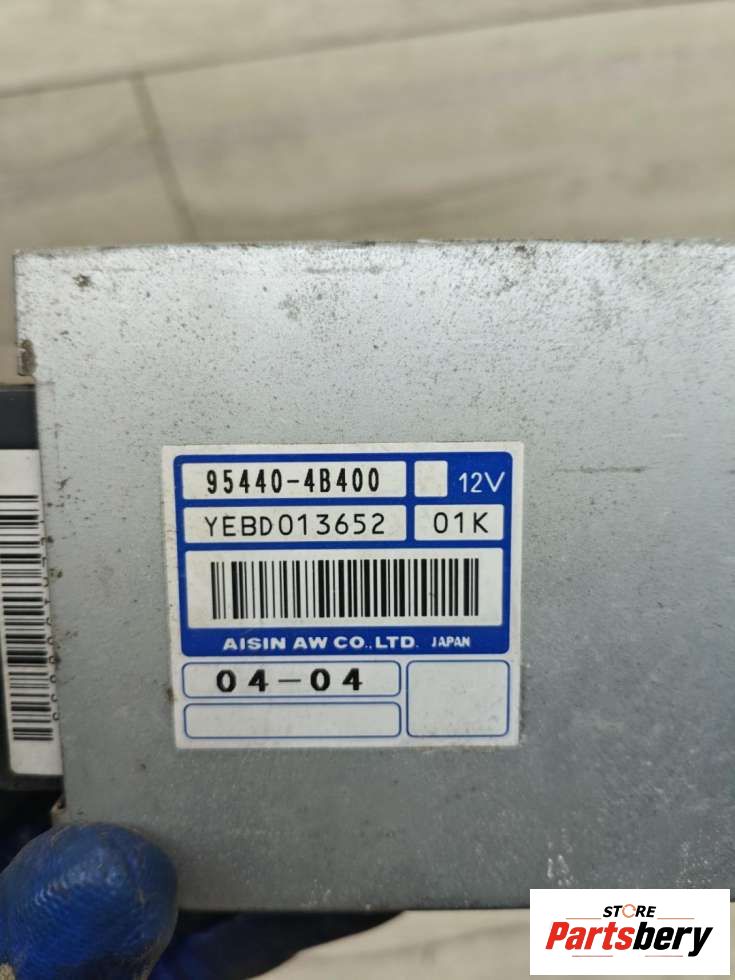 95440-4B400
12V
YEBD013652
01K
AISIN AW CO.,LTD. JAPAN
04-04
STORE
Partsbery